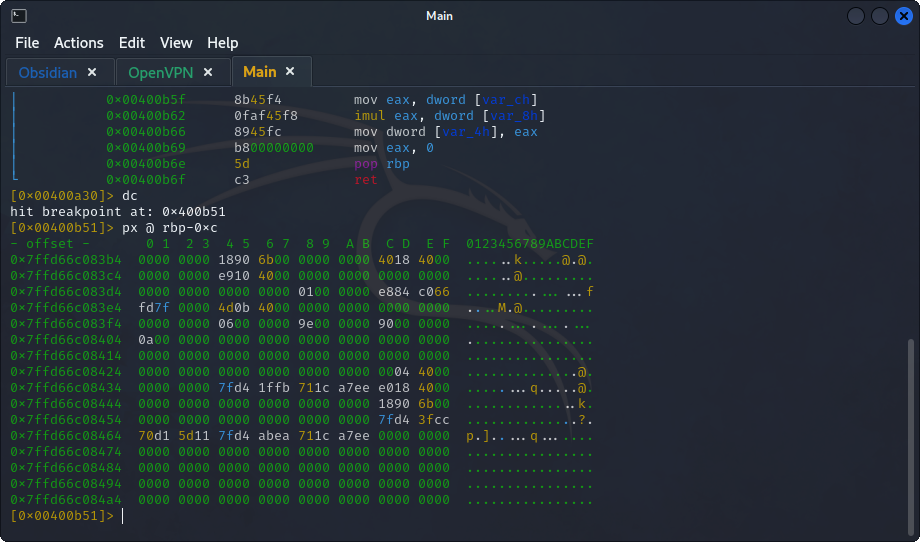 Main
File Actions Edit View Help
Obsidian × OpenVPN × Main ×
0×00400b5f 8b45f4 mov eax, dword [var_ch]
0×00400b62 0faf45f8 imul eax, dword [var_8h]
0×00400b66 8945fc mov dword [var_4h], eax
0×00400b69 b800000000 mov eax, 0
0×00400b6e 5d pop rbp
0×00400b6f c3 ret
[0×00400a30]> dc
hit breakpoint at: 0×400b51
[0×00400b51]> px @ rbp-0×c
- offset - 0 1 2 3 4 5 6 7 8 9 A B C D E F 0123456789ABCDEF
0×7ffd66c083b4 0000 0000 1890 6b00 0000 0000 4018 4000 ......k.....@.@.
0×7ffd66c083c4 0000 0000 e910 4000 0000 0000 0000 0000 ......@.........
0×7ffd66c083d4 0000 0000 0000 0000 0100 0000 e884 c066 ...............f
0×7ffd66c083e4 fd7f 0000 4d0b 4000 0000 0000 0000 0000 ....M.@.........
0×7ffd66c083f4 0000 0000 0600 0000 9e00 0000 9000 0000 ................
0×7ffd66c08404 0a00 0000 0000 0000 0000 0000 0000 0000 ................
0×7ffd66c08414 0000 0000 0000 0000 0000 0000 0000 0000 ................
0×7ffd66c08424 0000 0000 0000 0000 0000 0000 0004 4000 ..............@.
0×7ffd66c08434 0000 0000 7fd4 1ffb 711c a7ee e018 4000 ........q.....@.
0×7ffd66c08444 0000 0000 0000 0000 0000 0000 1890 6b00 ..............k.
0×7ffd66c08454 0000 0000 0000 0000 0000 0000 7fd4 3fcc ..............?.
0×7ffd66c08464 70d1 5d11 7fd4 abea 711c a7ee 0000 0000 p.].....q.......
0×7ffd66c08474 0000 0000 0000 0000 0000 0000 0000 0000 ................
0×7ffd66c08484 0000 0000 0000 0000 0000 0000 0000 0000 ................
0×7ffd66c08494 0000 0000 0000 0000 0000 0000 0000 0000 ................
0×7ffd66c084a4 0000 0000 0000 0000 0000 0000 0000 0000 ................
[0×00400b51]>